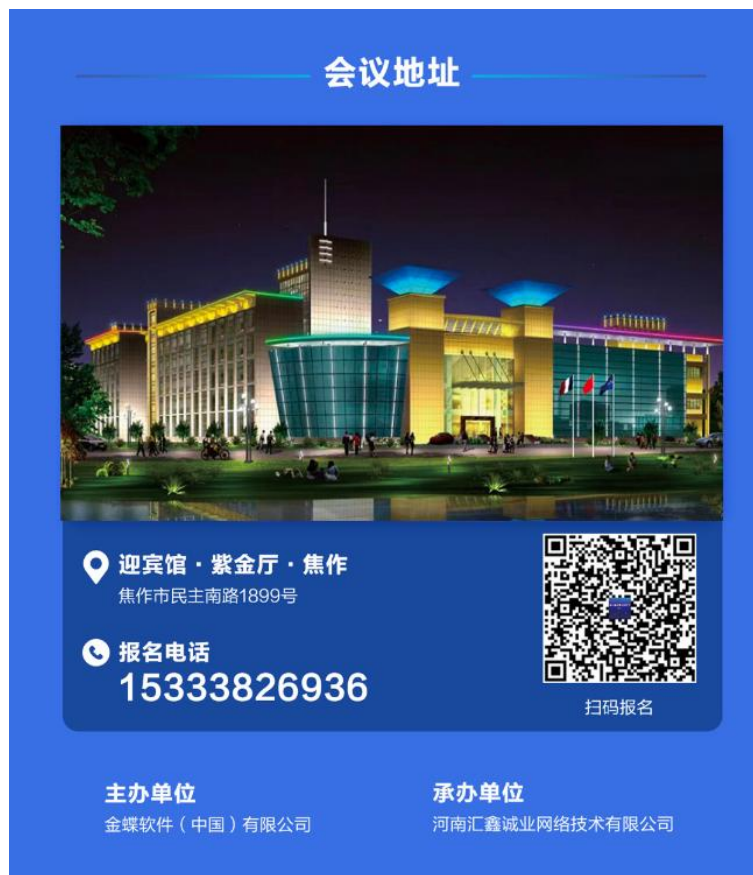 会议地址
迎宾馆·紫金厅·焦作
焦作市民主南路1899号
报名电话
15333826936
扫码报名
主办单位
金蝶软件（中国）有限公司
承办单位
河南汇鑫诚业网络技术有限公司